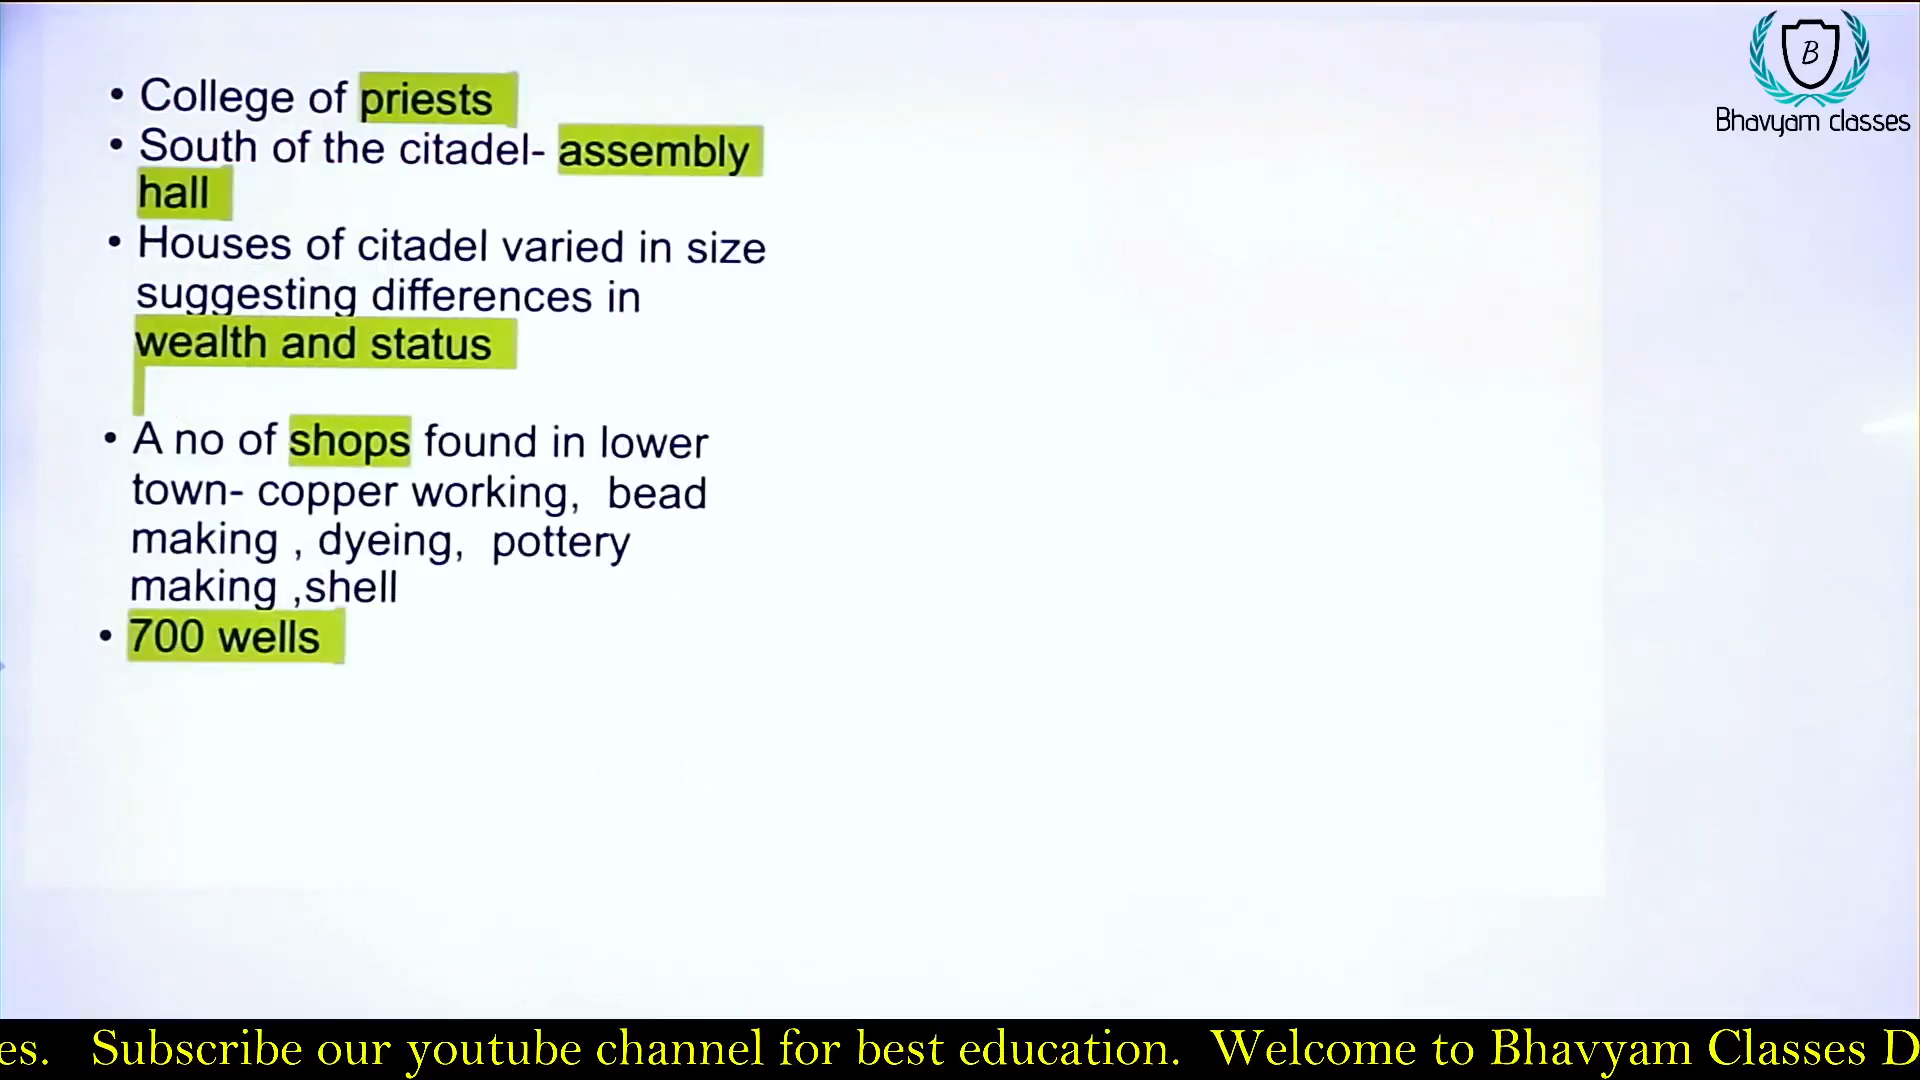 • College of priests
• South of the citadel- assembly
hall
• Houses of citadel varied in size
suggesting differences in
wealth and status
• A no of shops found in lower
town- copper working, bead
making , dyeing, pottery
making ,shell
• 700 wells
B
Bhavyam classes
es. Subscribe our youtube channel for best education. Welcome to Bhavyam Classes D